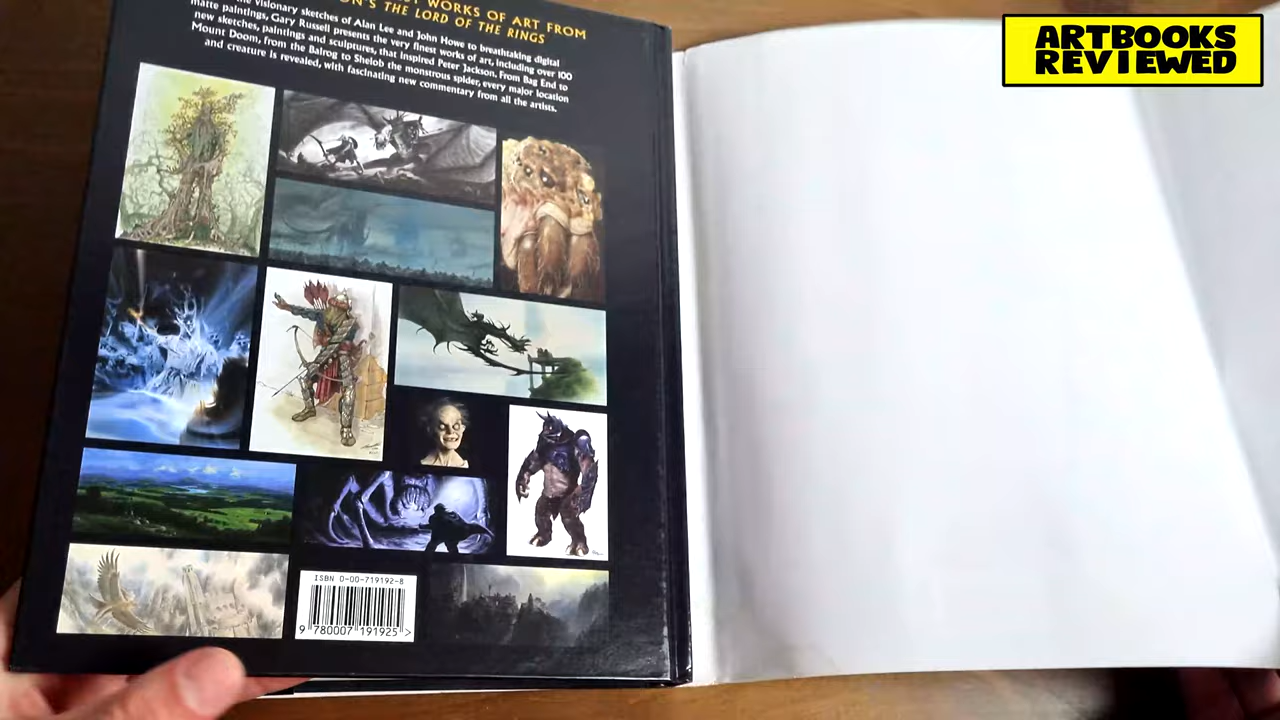 WORKS OF ART FROM
ON'S THE LORD OF THE RINGS
the visionary sketches of Alan Lee and John Howe to breathtaking digital
matte paintings, Gary Russell presents the very finest works of art, including over 100
new sketches, paintings and sculptures, that inspired Peter Jackson. From Bag End to
Mount Doom, from the Balrog to Shelob the monstrous spider, every major location
and creature is revealed, with fascinating new commentary from all the artists.
ARTBOOKS
REVIEWED
ISBN 0-00-719192-8
9 780007 191925 >